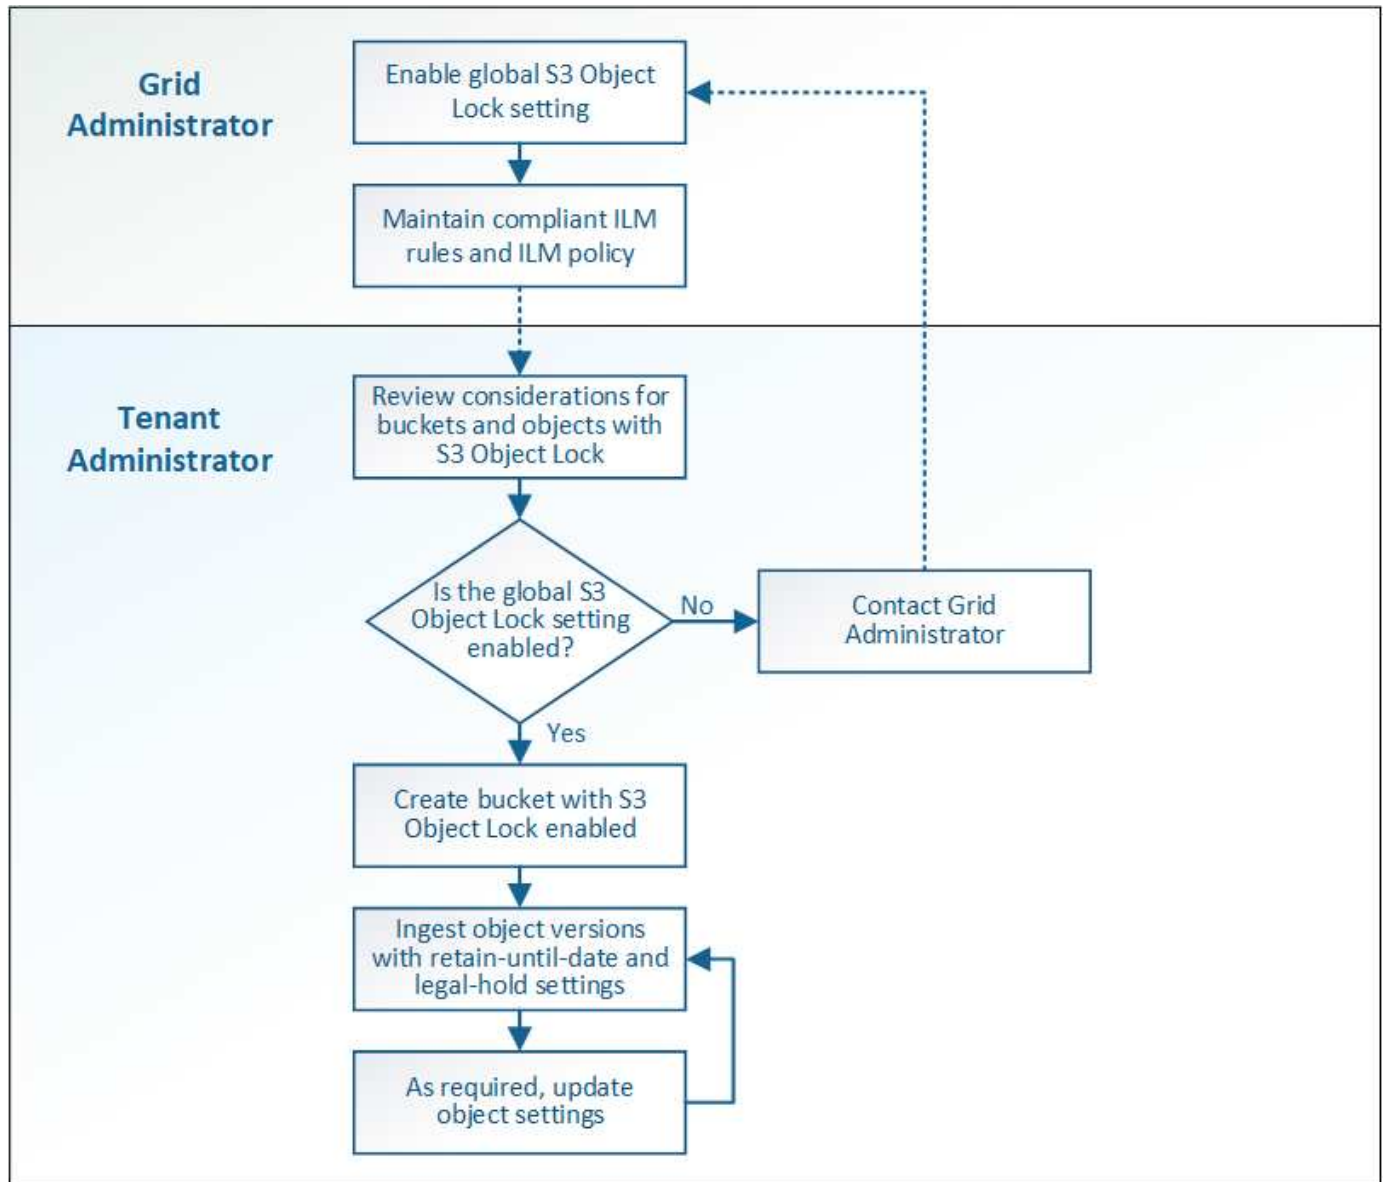 Grid
Administrator
Enable global S3 Object
Lock setting
Maintain compliant ILM
rules and ILM policy
Tenant
Administrator
Review considerations for
buckets and objects with
S3 Object Lock
Is the global S3
Object Lock setting
enabled?
No
Contact Grid
Administrator
Yes
Create bucket with S3
Object Lock enabled
Ingest object versions
with retain-until-date and
legal-hold settings
As required, update
object settings